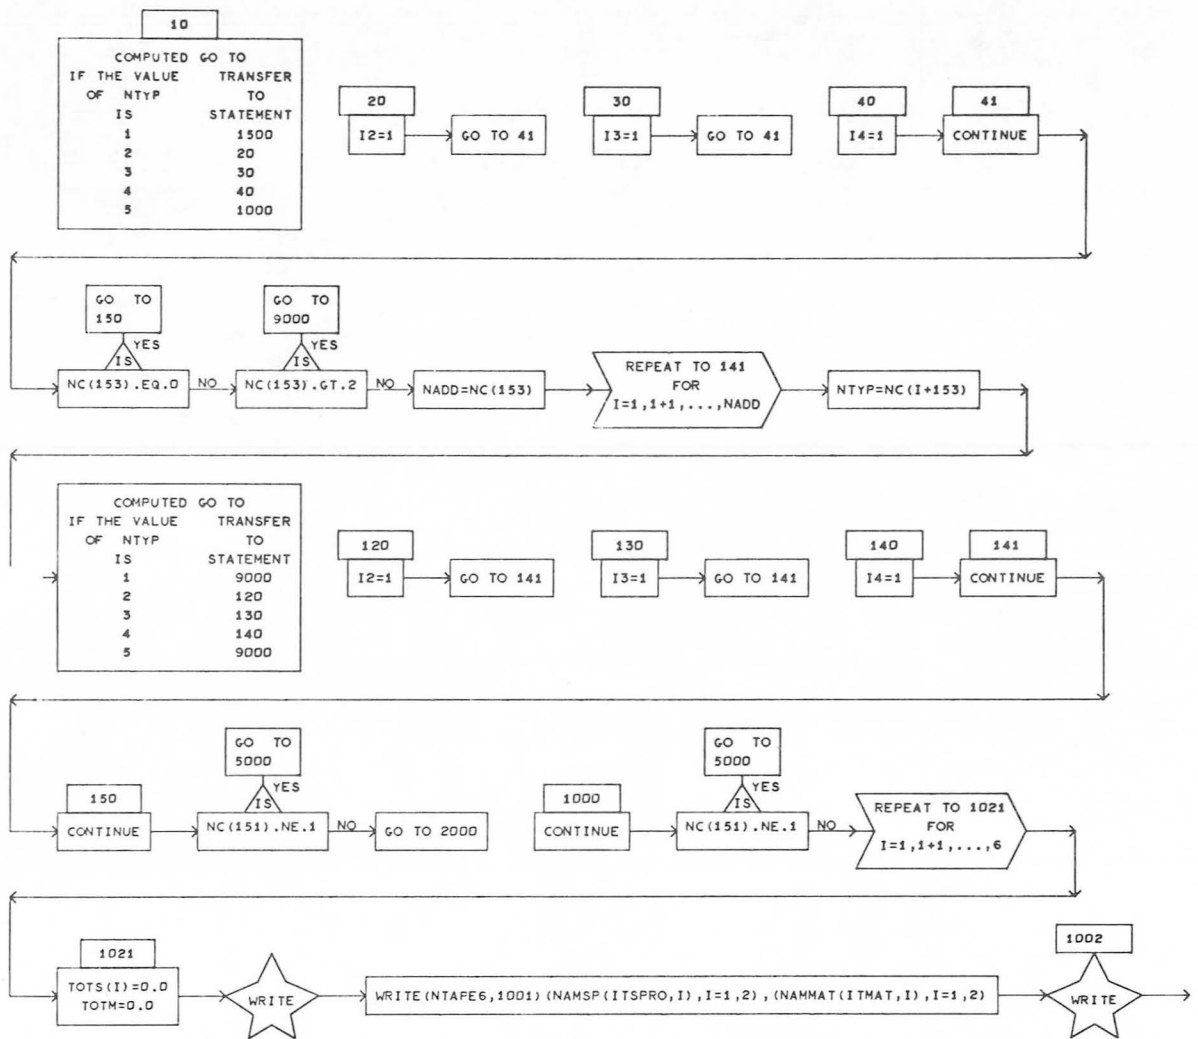 10
COMPUTED GO TO
IF THE VALUE TRANSFER
OF NTYP TO
IS STATEMENT
1 1500
2 20
3 30
4 40
5 1000
20
I2=1
GO TO 41
30
I3=1
GO TO 41
40
I4=1
41
CONTINUE
GO TO
150
YES
IS
NC(153).EQ.0
NO
GO TO
9000
YES
IS
NC(153).GT.2
NO
NADD=NC(153)
REPEAT TO 141
FOR
I=1,1+1,...,NADD
NTYP=NC(I+153)
COMPUTED GO TO
IF THE VALUE TRANSFER
OF NTYP TO
IS STATEMENT
1 9000
2 120
3 130
4 140
5 9000
120
I2=1
GO TO 141
130
I3=1
GO TO 141
140
I4=1
141
CONTINUE
150
CONTINUE
GO TO
5000
YES
IS
NC(151).NE.1
NO
GO TO 2000
1000
CONTINUE
GO TO
5000
YES
IS
NC(151).NE.1
NO
REPEAT TO 1021
FOR
I=1,1+1,...,6
1021
TOTS(I)=0.0
TOTM=0.0
WRITE
WRITE(NTAPE6,1001)(NAMSP(ITSPRO,I),I=1,2),(NAMMAT(ITMAT,I),I=1,2)
1002
WRITE